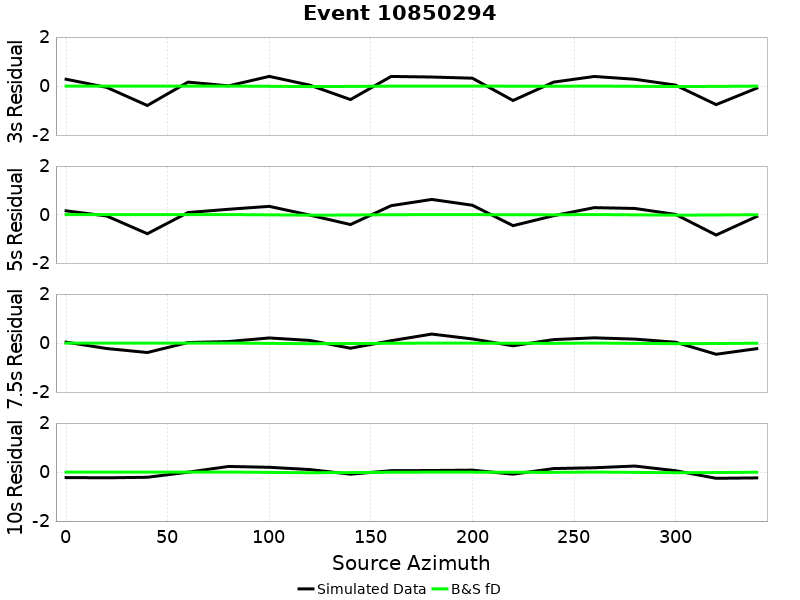 Event 10850294
3s Residual
2
0
-2
5s Residual
2
0
-2
7.5s Residual
2
0
-2
10s Residual
2
0
-2
0 50 100 150 200 250 300
Source Azimuth
Simulated Data B&S fD